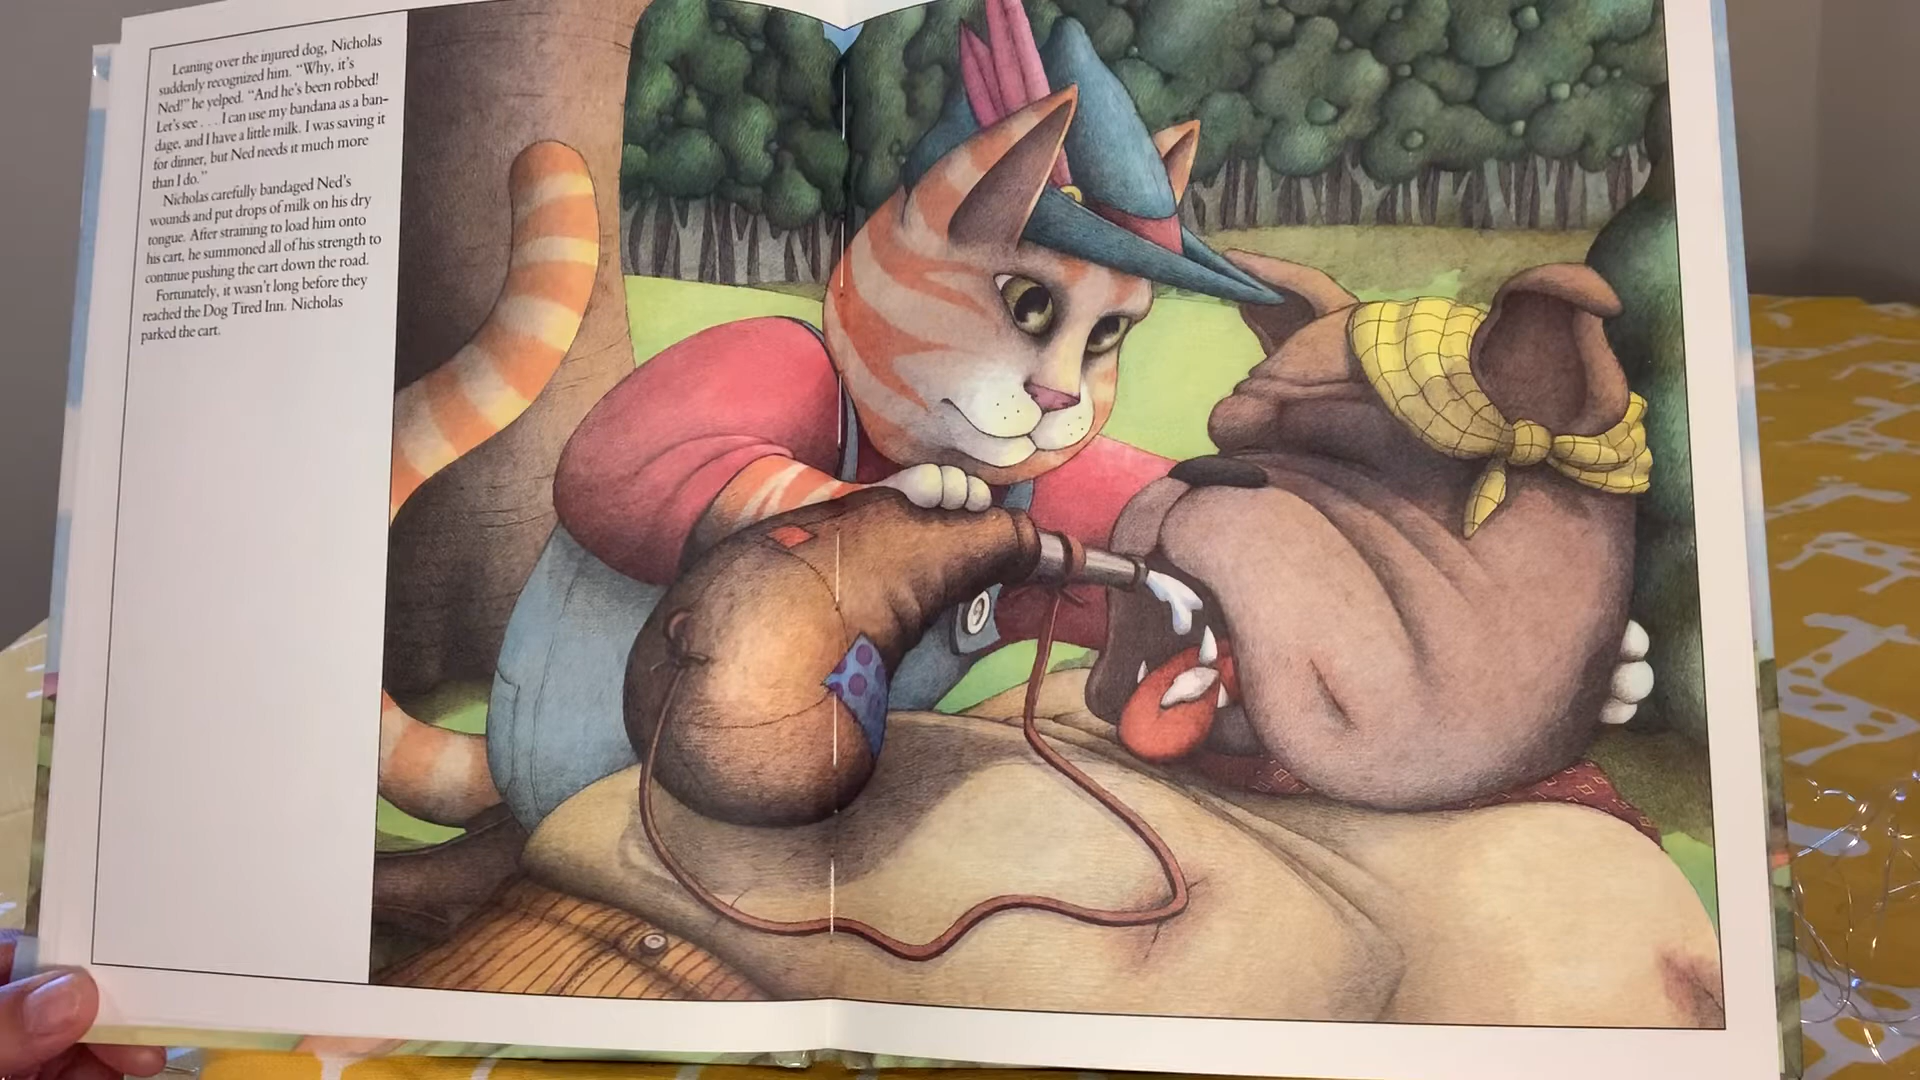 Leaning over the injured dog, Nicholas
suddenly recognized him. “Why, it’s
Ned!” he yelped. “And he’s been robbed!
Let’s see . . . I can use my bandana as a ban-
dage, and I have a little milk. I was saving it
for dinner, but Ned needs it much more
than I do.”
Nicholas carefully bandaged Ned’s
wounds and put drops of milk on his dry
tongue. After straining to load him onto
his cart, he summoned all of his strength to
continue pushing the cart down the road.
Fortunately, it wasn’t long before they
reached the Dog Tired Inn. Nicholas
parked the cart.